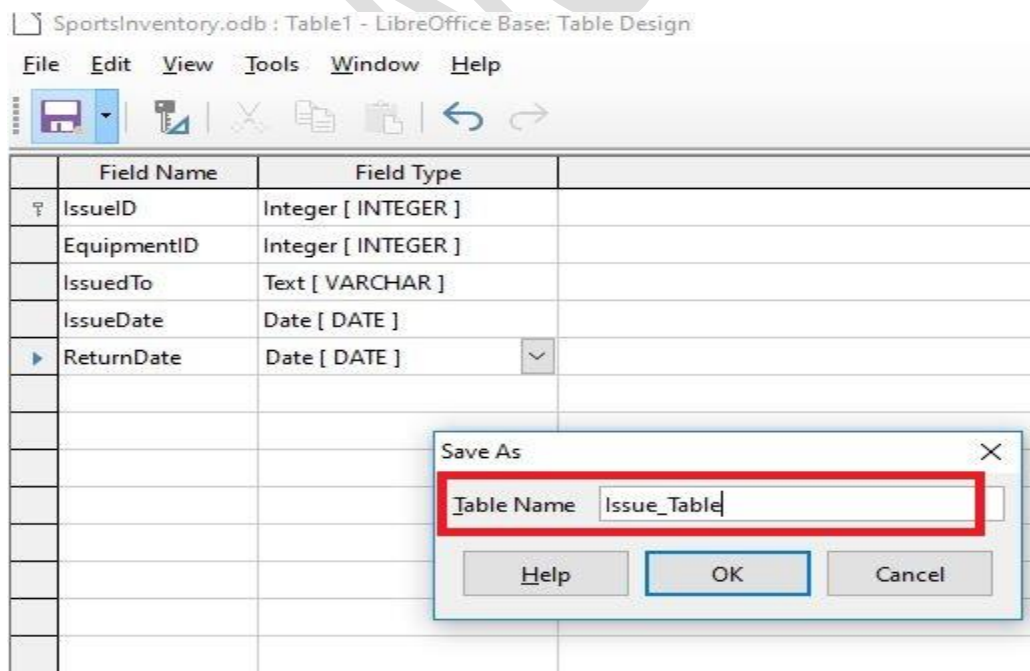 SportsInventory.odb : Table1 - LibreOffice Base: Table Design
File Edit View Tools Window Help
Field Name Field Type
IssueID Integer [ INTEGER ]
EquipmentID Integer [ INTEGER ]
IssuedTo Text [ VARCHAR ]
IssueDate Date [ DATE ]
ReturnDate Date [ DATE ]
Save As
Table Name Issue_Table
Help OK Cancel